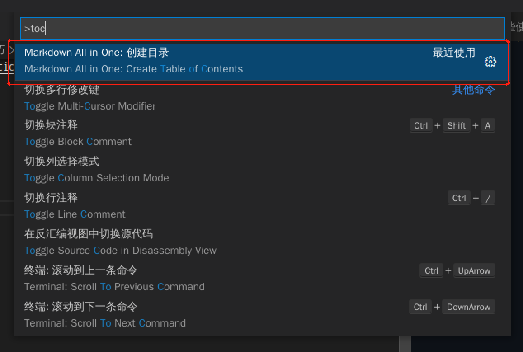 >toc
Markdown All in One: 创建目录 最近使用
Markdown All in One: Create Table of Contents
切换多行修改键 其他命令
Toggle Multi-Cursor Modifier
切换块注释 Ctrl + Shift + A
Toggle Block Comment
切换列选择模式
Toggle Column Selection Mode
切换行注释 Ctrl + /
Toggle Line Comment
在反汇编视图中切换源代码
Toggle Source Code in Disassembly View
终端: 滚动到上一条命令 Ctrl + UpArrow
Terminal: Scroll To Previous Command
终端: 滚动到下一条命令 Ctrl + DownArrow
Terminal: Scroll To Next Command